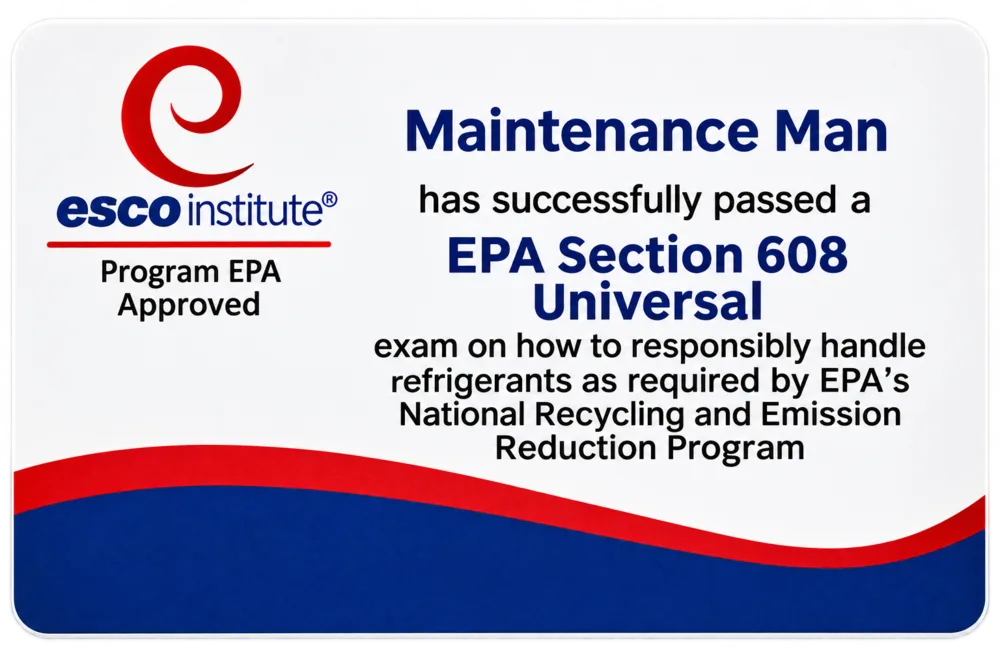 esco institute®
Program EPA
Approved
Maintenance Man
has successfully passed a
EPA Section 608
Universal
exam on how to responsibly handle
refrigerants as required by EPA's
National Recycling and Emission
Reduction Program